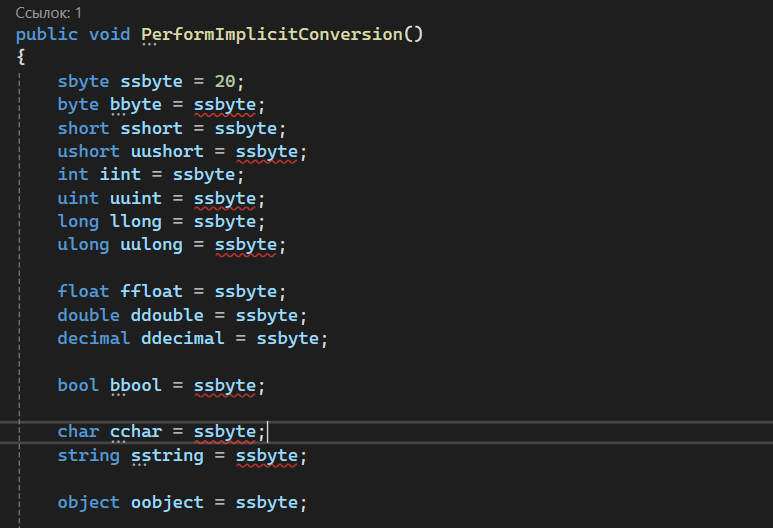 Ссылок: 1
public void PerformImplicitConversion()
{
sbyte ssbyte = 20;
byte bbyte = ssbyte;
short sshort = ssbyte;
ushort uushort = ssbyte;
int iint = ssbyte;
uint uuint = ssbyte;
long llong = ssbyte;
ulong uulong = ssbyte;
float ffloat = ssbyte;
double ddouble = ssbyte;
decimal ddecimal = ssbyte;
bool bbool = ssbyte;
char cchar = ssbyte;
string sstring = ssbyte;
object oobject = ssbyte;